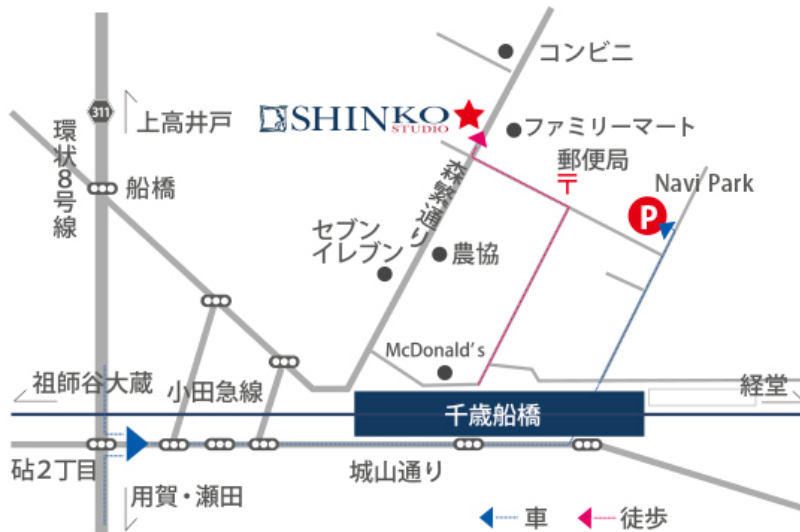 コンビニ
311
上高井戸
SHINKO
STUDIO
ファミリーマート
環状8号線
郵便局
〒
船橋
森繁通り
Navi Park
P
セブン
イレブン
農協
McDonald's
祖師谷大蔵
小田急線
経堂
千歳船橋
砧2丁目
城山通り
用賀・瀬田
車
徒歩